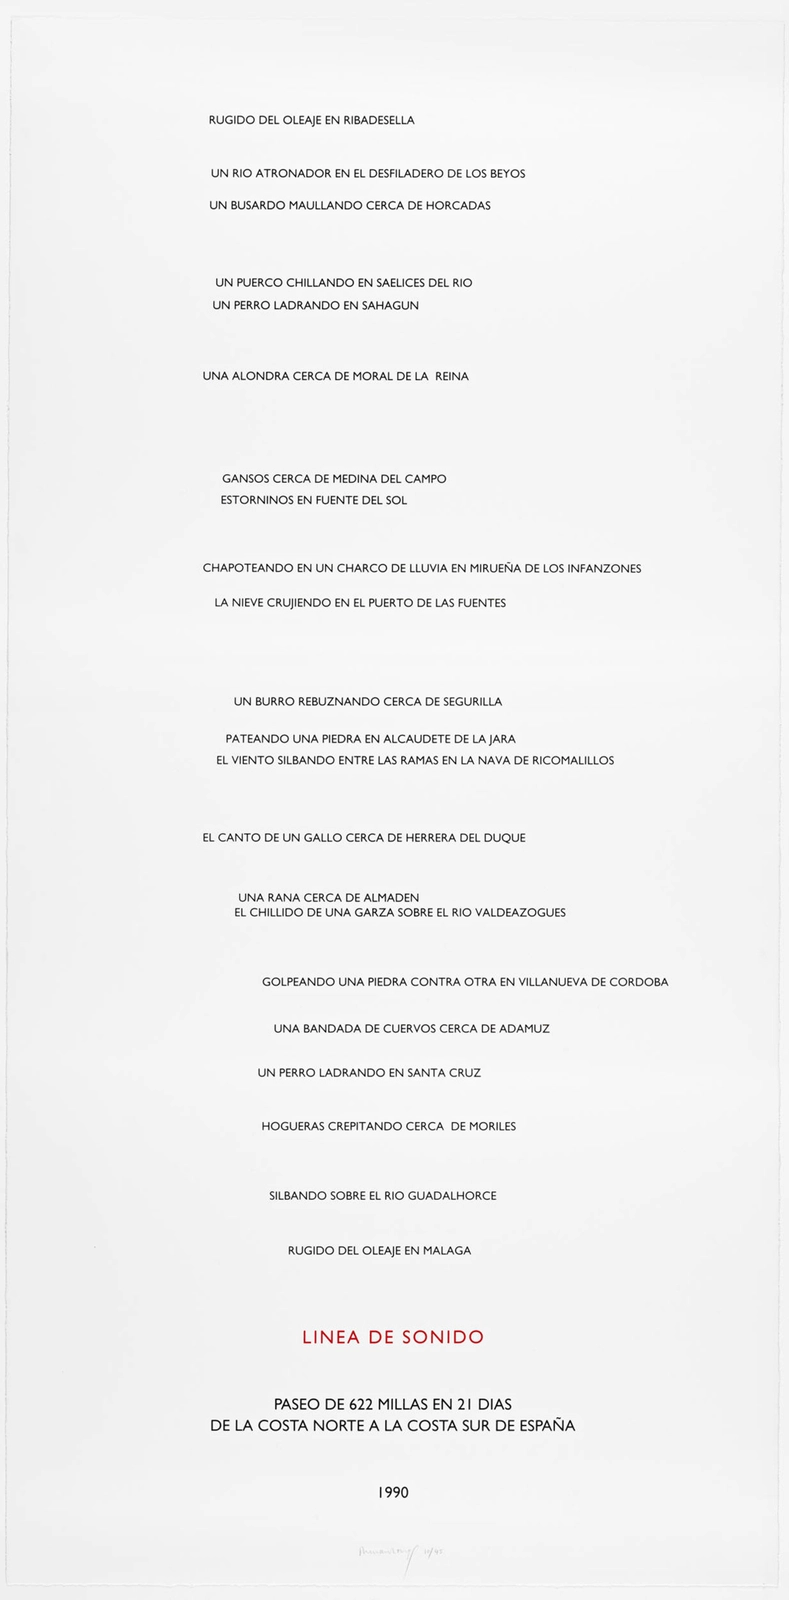 RUGIDO DEL OLEAJE EN RIBADESELLA
UN RIO ATRONADOR EN EL DESFILADERO DE LOS BEYOS
UN BUSARDO MAULLANDO CERCA DE HORCADAS
UN PUERCO CHILLANDO EN SAELICES DEL RIO
UN PERRO LADRANDO EN SAHAGUN
UNA ALONDRA CERCA DE MORAL DE LA REINA
GANSOS CERCA DE MEDINA DEL CAMPO
ESTORNINOS EN FUENTE DEL SOL
CHAPOTEANDO EN UN CHARCO DE LLUVIA EN MIRUEÑA DE LOS INFANZONES
LA NIEVE CRUJIENDO EN EL PUERTO DE LAS FUENTES
UN BURRO REBUZNANDO CERCA DE SEGURILLA
PATEANDO UNA PIEDRA EN ALCAUDETE DE LA JARA
EL VIENTO SILBANDO ENTRE LAS RAMAS EN LA NAVA DE RICOMALILLOS
EL CANTO DE UN GALLO CERCA DE HERRERA DEL DUQUE
UNA RANA CERCA DE ALMADEN
EL CHILLIDO DE UNA GARZA SOBRE EL RIO VALDEAZOGUES
GOLPEANDO UNA PIEDRA CONTRA OTRA EN VILLANUEVA DE CORDOBA
UNA BANDADA DE CUERVOS CERCA DE ADAMUZ
UN PERRO LADRANDO EN SANTA CRUZ
HOGUERAS CREPITANDO CERCA DE MORILES
SILBANDO SOBRE EL RIO GUADALHORCE
RUGIDO DEL OLEAJE EN MALAGA
LINEA DE SONIDO
PASEO DE 622 MILLAS EN 21 DIAS
DE LA COSTA NORTE A LA COSTA SUR DE ESPAÑA
1990